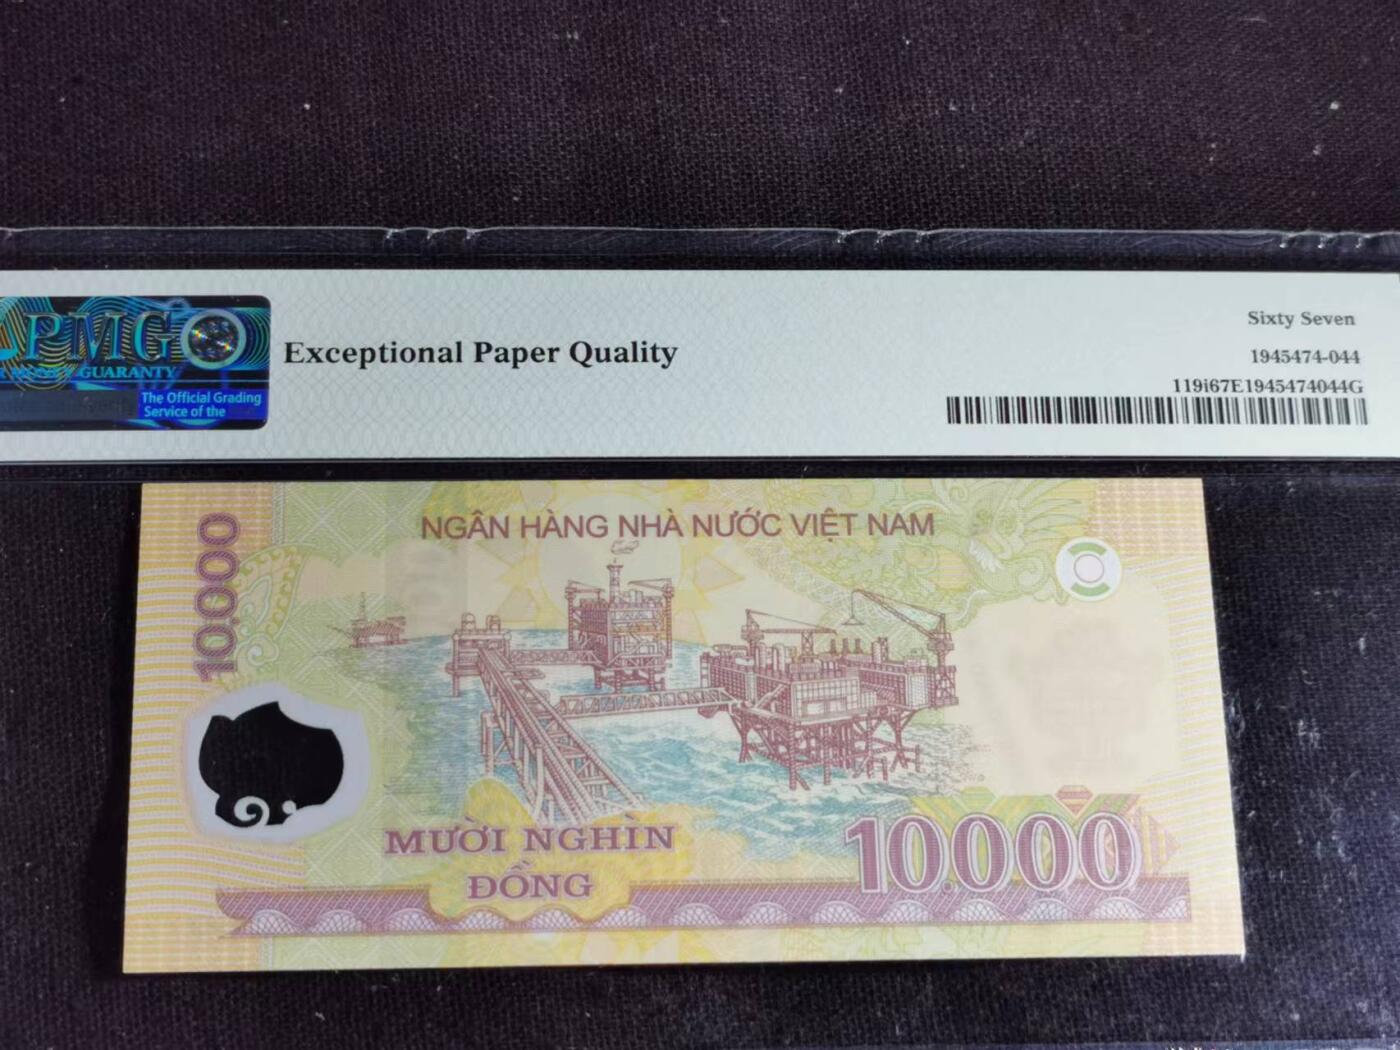 PMG
GUARANTY
The Official Grading
Service of the
Exceptional Paper Quality
Sixty Seven
1945474-044
119i67E1945474044G
NGÂN HÀNG NHÀ NƯỚC VIỆT NAM
10.000
MƯỜI NGHÌN
ĐỒNG
10.000